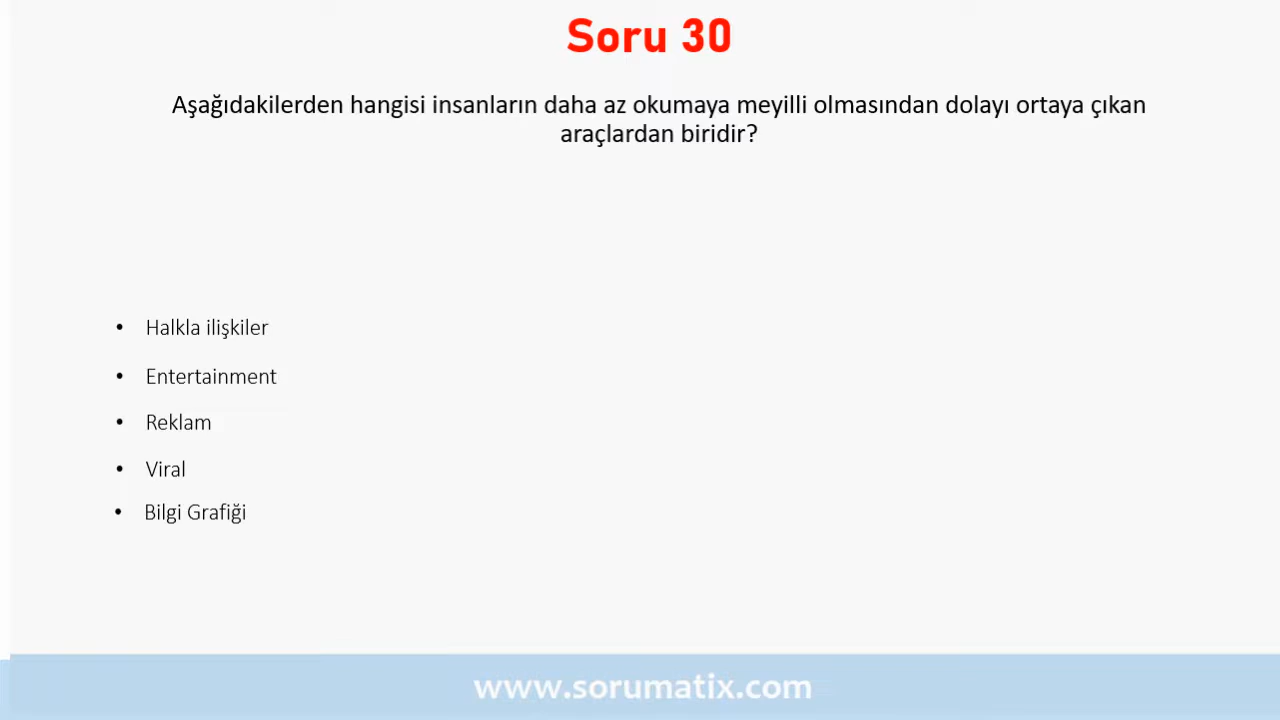 Soru 30
Aşağıdakilerden hangisi insanların daha az okumaya meyilli olmasından dolayı ortaya çıkan
araçlardan biridir?
• Halkla ilişkiler
• Entertainment
• Reklam
• Viral
• Bilgi Grafiği
www.sorumatix.com